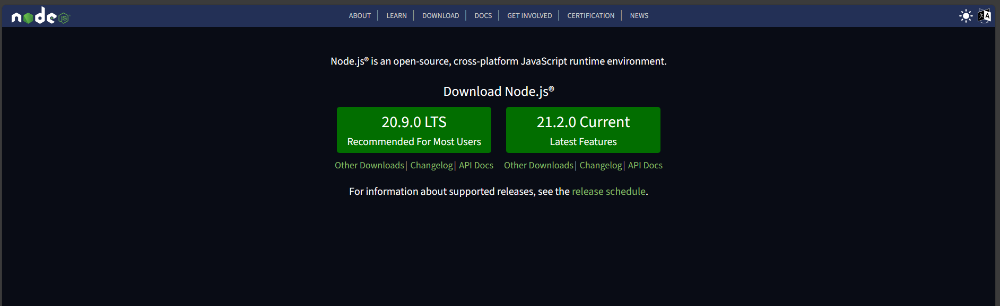 node JS
ABOUT | LEARN | DOWNLOAD | DOCS | GET INVOLVED | CERTIFICATION | NEWS
文A
Node.js® is an open-source, cross-platform JavaScript runtime environment.
Download Node.js®
20.9.0 LTS
Recommended For Most Users
Other Downloads| Changelog| API Docs
21.2.0 Current
Latest Features
Other Downloads| Changelog| API Docs
For information about supported releases, see the release schedule.